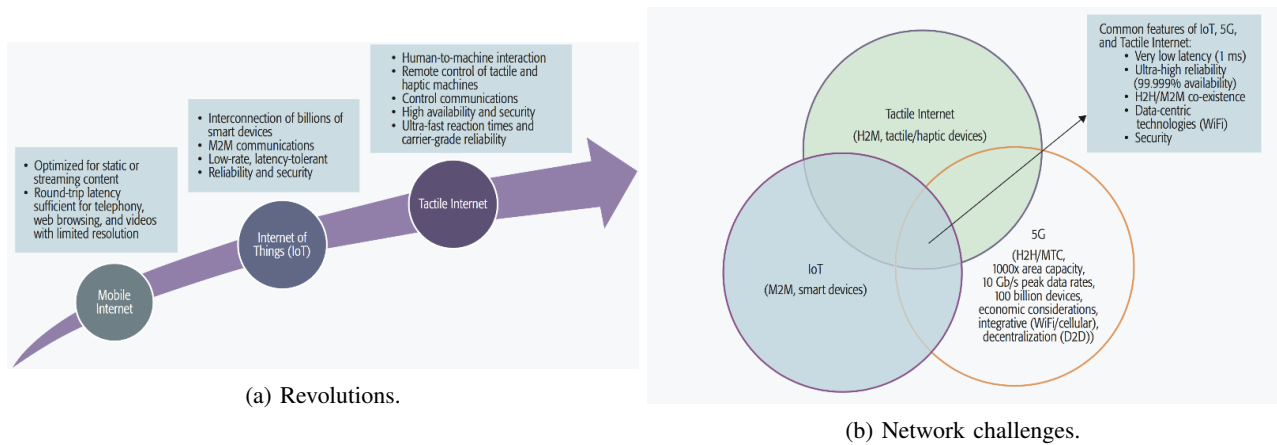 Optimized for static or
streaming content
• Round-trip latency
sufficient for telephony,
web browsing, and videos
with limited resolution
Mobile
Internet
• Interconnection of billions of
smart devices
• M2M communications
• Low-rate, latency-tolerant
• Reliability and security
Internet of
Things (IoT)
• Human-to-machine interaction
• Remote control of tactile and
haptic machines
• Control communications
• High availability and security
• Ultra-fast reaction times and
carrier-grade reliability
Tactile Internet
(a) Revolutions.
Common features of IoT, 5G,
and Tactile Internet:
• Very low latency (1 ms)
• Ultra-high reliability
(99.999% availability)
• H2H/M2M co-existence
• Data-centric
technologies (WiFi)
• Security
Tactile Internet
(H2M, tactile/haptic devices)
IoT
(M2M, smart devices)
5G
(H2H/MTC,
1000x area capacity,
10 Gb/s peak data rates,
100 billion devices,
economic considerations,
integrative (WiFi/cellular),
decentralization (D2D))
(b) Network challenges.